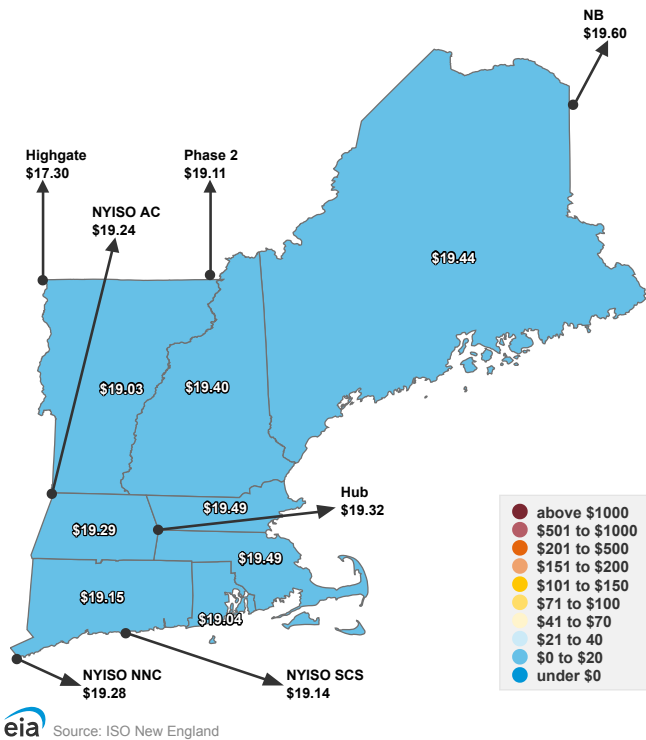 NB
$19.60
Highgate
$17.30
Phase 2
$19.11
NYISO AC
$19.24
$19.44
$19.03
$19.40
Hub
$19.32
$19.49
$19.29
$19.49
$19.15
$19.04
NYISO NNC
$19.28
NYISO SCS
$19.14
above $1000
$501 to $1000
$201 to $500
$151 to $200
$101 to $150
$71 to $100
$41 to $70
$21 to 40
$0 to $20
under $0
eia Source: ISO New England